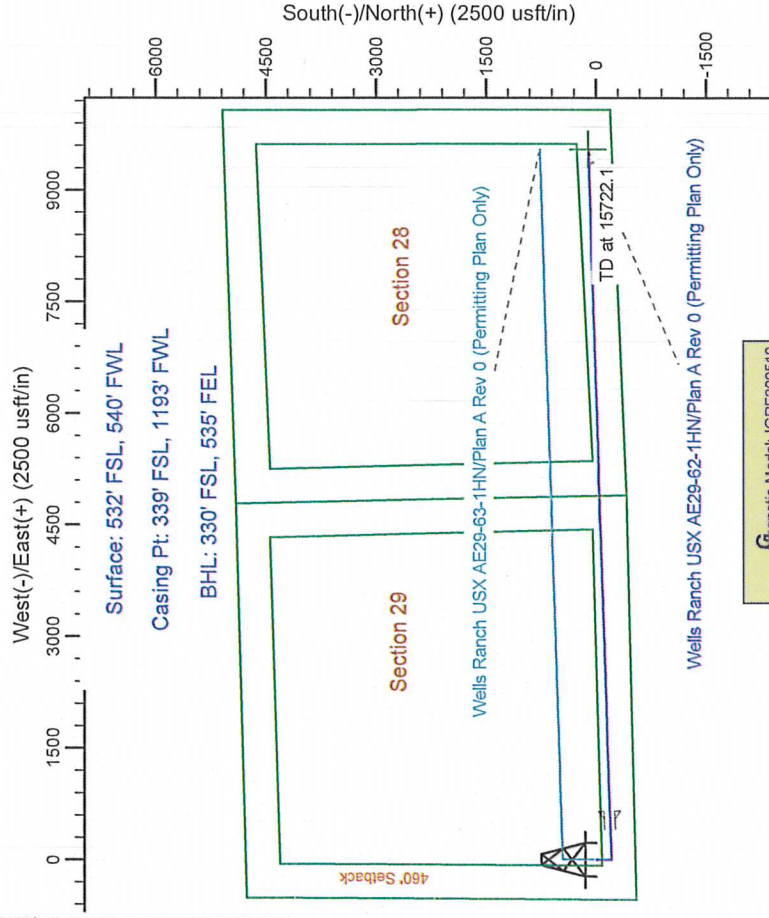 West(-)/East(+) (2500 usft/in)
0
1500
3000
4500
6000
7500
9000
South(-)/North(+) (2500 usft/in)
6000
4500
3000
1500
0
-1500
Surface: 532' FSL, 540' FWL
Casing Pt: 339' FSL, 1193' FWL
BHL: 330' FSL, 535' FEL
Section 29
Section 28
460' Setback
Wells Ranch USX AE29-63-1HN/Plan A Rev 0 (Permitting Plan Only)
TD at 15722.1
Wells Ranch USX AE29-62-1HN/Plan A Rev 0 (Permitting Plan Only)
G